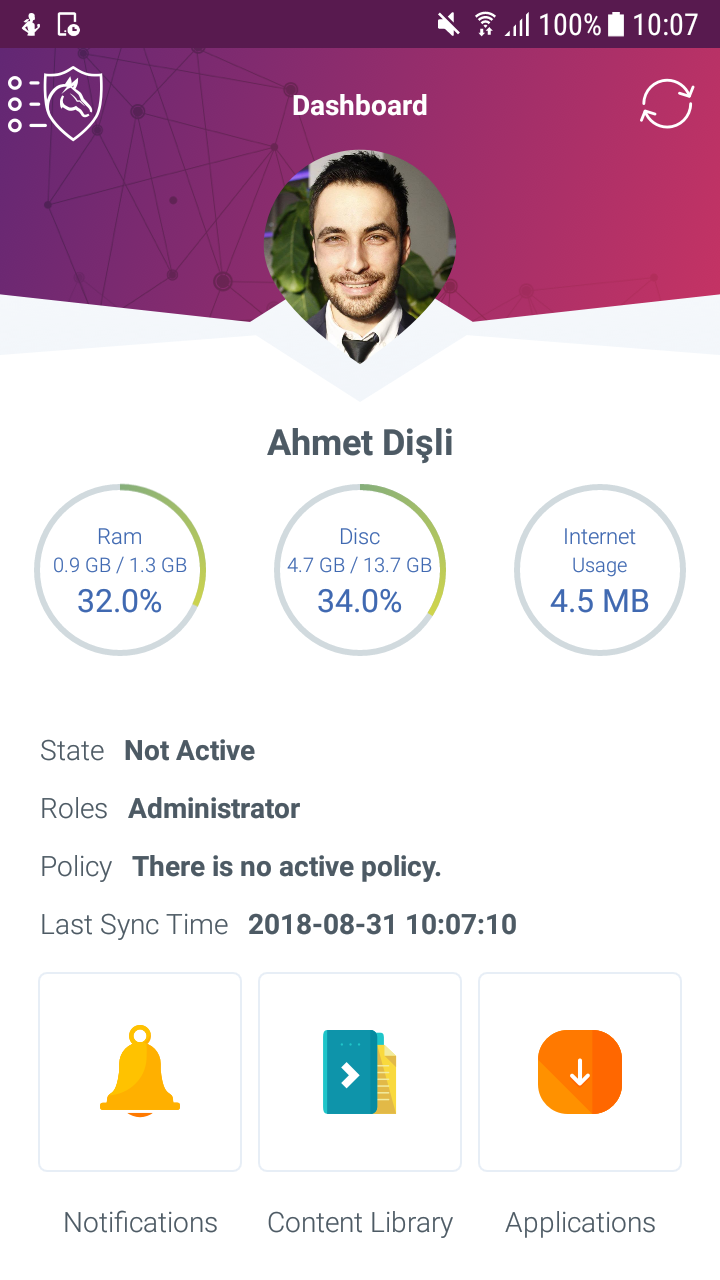 100% 10:07
Dashboard
Ahmet Dişli
Ram
0.9 GB / 1.3 GB
32.0%
Disc
4.7 GB / 13.7 GB
34.0%
Internet
Usage
4.5 MB
State Not Active
Roles Administrator
Policy There is no active policy.
Last Sync Time 2018-08-31 10:07:10
Notifications Content Library Applications